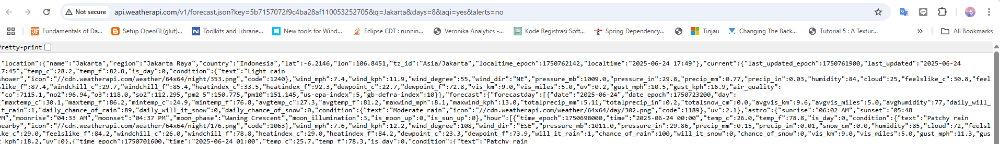 Not secure api.weatherapi.com/v1/forecast.json?key=5b7157072f9c4ba28af110053252705&q=Jakarta&days=8&aqi=yes&alerts=no
Fundamentals of Da... Setup OpenGL(glut)... Toolkits and Librarie... New tools for Wind... Eclipse CDT : runnin... Veronika Analytics -... Kode Registrasi Soft... Spring Dependency... Tinjau Changing The Back... Tutorial 5 : A Textur... » All Bookmarks
Pretty-print
{"location":{"name":"Jakarta","region":"Jakarta Raya","country":"Indonesia","lat":-6.2146,"lon":106.8451,"tz_id":"Asia/Jakarta","localtime_epoch":1750762142,"localtime":"2025-06-24 17:49"},"current":{"last_updated_epoch":1750761900,"last_updated":"2025-06-24
17:45","temp_c":28.2,"temp_f":82.8,"is_day":0,"condition":{"text":"Light rain
shower","icon":"//cdn.weatherapi.com/weather/64x64/night/353.png","code":1240},"wind_mph":7.4,"wind_kph":11.9,"wind_degree":55,"wind_dir":"NE","pressure_mb":1009.0,"pressure_in":29.8,"precip_mm":0.77,"precip_in":0.03,"humidity":84,"cloud":25,"feelslike_c":30.8,"feel
slike_f":87.4,"windchill_c":29.7,"windchill_f":85.4,"heatindex_c":33.5,"heatindex_f":92.3,"dewpoint_c":22.7,"dewpoint_f":72.8,"vis_km":9.0,"vis_miles":5.0,"uv":0.2,"gust_mph":10.5,"gust_kph":16.9,"air_quality":
{"co":7115.1,"no2":96.94,"o3":118.0,"so2":112.295,"pm2_5":150.775,"pm10":151.145,"us-epa-index":5,"gb-defra-index":10}},"forecast":{"forecastday":[{"date":"2025-06-24","date_epoch":1750723200,"day":
{"maxtemp_c":30.1,"maxtemp_f":86.2,"mintemp_c":24.9,"mintemp_f":76.8,"avgtemp_c":27.3,"avgtemp_f":81.2,"maxwind_mph":8.1,"maxwind_kph":13.0,"totalprecip_mm":5.11,"totalprecip_in":0.2,"totalsnow_cm":0.0,"avgvis_km":9.6,"avgvis_miles":5.0,"avghumidity":77,"daily_will_
it_rain":1,"daily_chance_of_rain":89,"daily_will_it_snow":0,"daily_chance_of_snow":0,"condition":{"text":"Moderate rain","icon":"//cdn.weatherapi.com/weather/64x64/day/302.png","code":1189},"uv":2.1},"astro":{"sunrise":"06:02 AM","sunset":"05:48
PM","moonrise":"04:33 AM","moonset":"04:37 PM","moon_phase":"Waning Crescent","moon_illumination":3,"is_moon_up":0,"is_sun_up":0},"hour":[{"time_epoch":1750698000,"time":"2025-06-24 00:00","temp_c":26.0,"temp_f":78.8,"is_day":0,"condition":{"text":"Patchy rain
nearby","icon":"//cdn.weatherapi.com/weather/64x64/night/176.png","code":1063},"wind_mph":7.6,"wind_kph":12.2,"wind_degree":108,"wind_dir":"ESE","pressure_mb":1011.0,"pressure_in":29.86,"precip_mm":0.15,"precip_in":0.01,"snow_cm":0.0,"humidity":85,"cloud":72,"feelsl
ike_c":29.0,"feelslike_f":84.2,"windchill_c":26.0,"windchill_f":78.8,"heatindex_c":29.0,"heatindex_f":84.2,"dewpoint_c":23.3,"dewpoint_f":73.9,"will_it_rain":1,"chance_of_rain":100,"will_it_snow":0,"chance_of_snow":0,"vis_km":9.0,"vis_miles":5.0,"gust_mph":11.3,"gus
t_kph":18.2,"uv":0},{"time_epoch":1750701600,"time":"2025-06-24 01:00","temp_c":25.7,"temp_f":78.3,"is_day":0,"condition":{"text":"Patchy rain